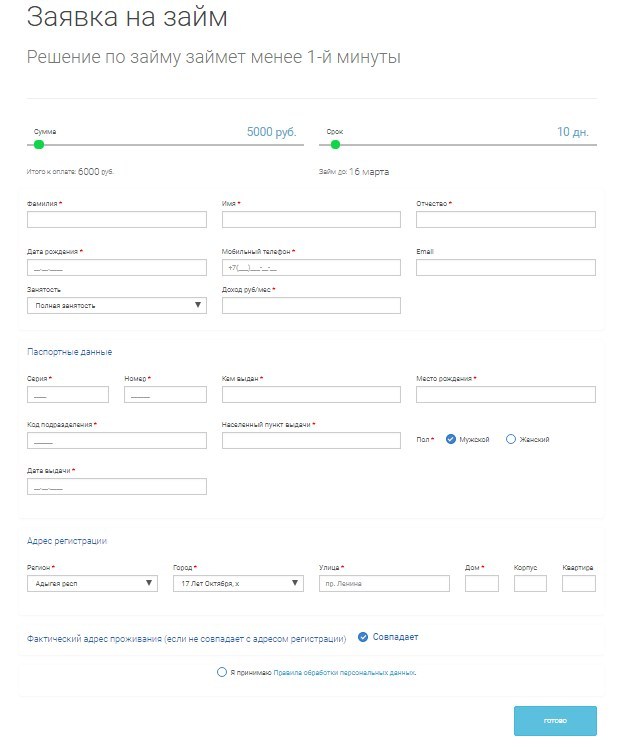 Заявка на займ
Решение по займу займет менее 1-й минуты
Сумма 5000 руб. Срок 10 дн.
Итого к оплате: 6000 руб. Займ до: 16 марта
Фамилия * Имя * Отчество *
Дата рождения * Мобильный телефон * Email
__.__.____ +7(___)___-__-__
Занятость Доход руб/мес *
Полная занятость
Паспортные данные
Серия * Номер * Кем выдан * Место рождения *
Код подразделения * Населенный пункт выдачи *
Пол * Мужской Женский
Дата выдачи *
__.__.____
Адрес регистрации
Регион * Город * Улица * Дом * Корпус Квартира
Адыгея респ 17 Лет Октября, х пр. Ленина
Фактический адрес проживания (если не совпадает с адресом регистрации) Совпадает
Я принимаю Правила обработки персональных данных.
ГОТОВО